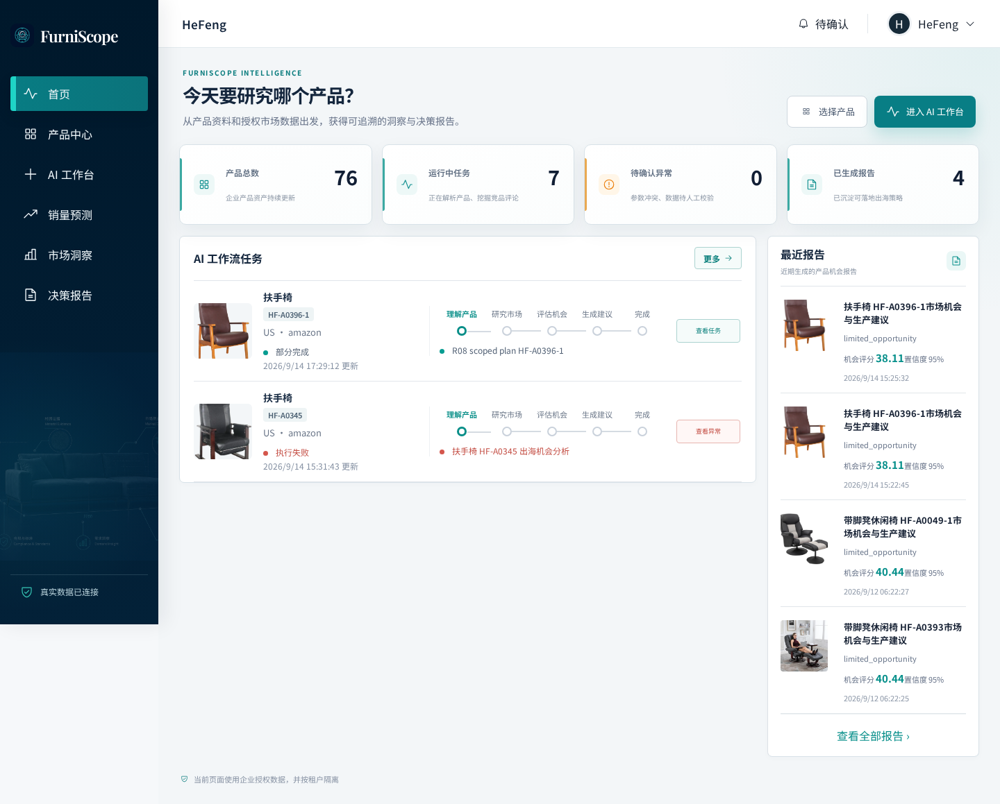 FurniScope
首页
产品中心
AI 工作台
销量预测
市场洞察
决策报告
真实数据已连接
HeFeng
待确认
H
HeFeng
FURNISCOPE INTELLIGENCE
今天要研究哪个产品？
从产品资料和授权市场数据出发，获得可追溯的洞察与决策报告。
选择产品
进入 AI 工作台
产品总数
76
企业产品资产持续更新
运行中任务
7
正在解析产品、挖掘竞品评论
待确认异常
0
参数冲突、数据待人工校验
已生成报告
4
已沉淀可落地出海策略
AI 工作流任务
更多 →
扶手椅
HF-A0396-1
US • amazon
部分完成
2026/9/14 17:29:12 更新
理解产品 研究市场 评估机会 生成建议 完成
R08 scoped plan HF-A0396-1
查看任务
扶手椅
HF-A0345
US • amazon
执行失败
2026/9/14 15:31:43 更新
理解产品 研究市场 评估机会 生成建议 完成
扶手椅 HF-A0345 出海机会分析
查看异常
最近报告
近期生成的产品机会报告
扶手椅 HF-A0396-1市场机会
与生产建议
limited_opportunity
机会评分 38.11置信度 95%
2026/9/14 15:25:32
扶手椅 HF-A0396-1市场机会
与生产建议
limited_opportunity
机会评分 38.11置信度 95%
2026/9/14 15:22:45
带脚凳休闲椅 HF-A0049-1市
场机会与生产建议
limited_opportunity
机会评分 40.44置信度 95%
2026/9/12 06:22:27
带脚凳休闲椅 HF-A0393市场
机会与生产建议
limited_opportunity
机会评分 40.44置信度 95%
2026/9/12 06:22:25
查看全部报告 ›
当前页面使用企业授权数据，并按租户隔离